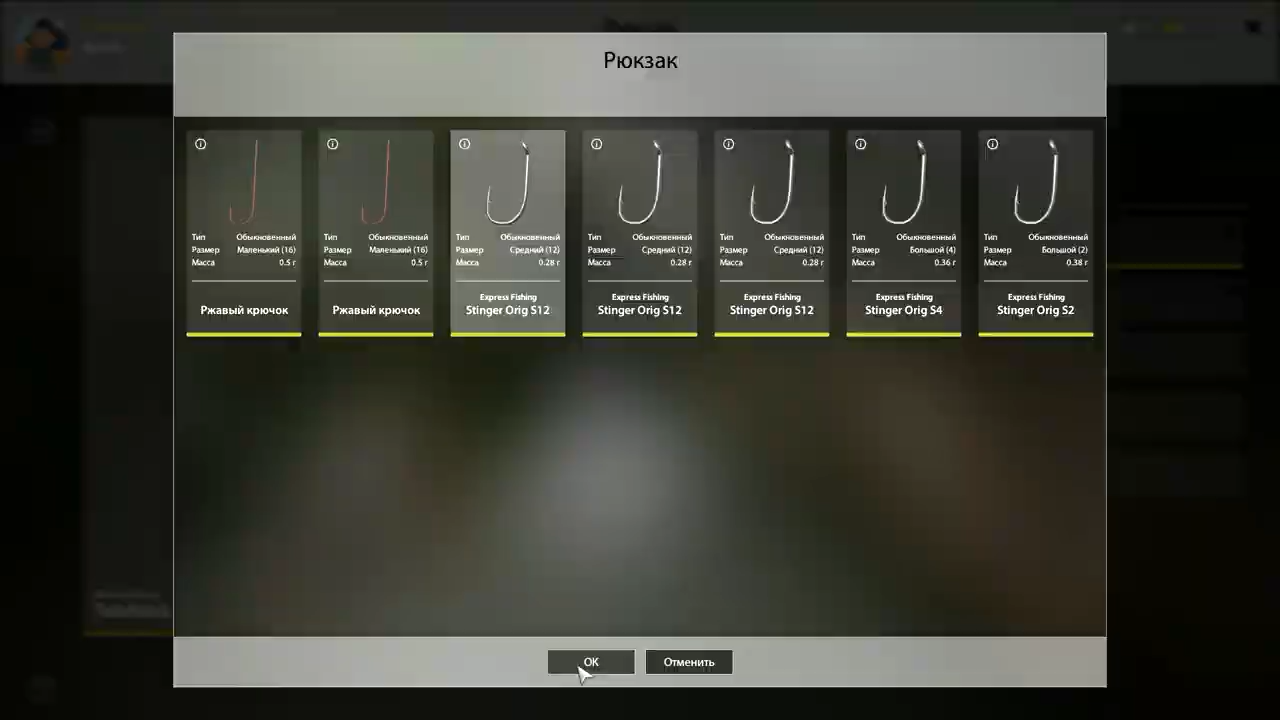 Рюкзак
Тип Обыкновенный
Размер Маленький (16)
Масса 0.5 г
Ржавый крючок
Тип Обыкновенный
Размер Маленький (16)
Масса 0.5 г
Ржавый крючок
Тип Обыкновенный
Размер Средний (12)
Масса 0.28 г
Express Fishing
Stinger Orig S12
Тип Обыкновенный
Размер Средний (12)
Масса 0.28 г
Express Fishing
Stinger Orig S12
Тип Обыкновенный
Размер Средний (12)
Масса 0.28 г
Express Fishing
Stinger Orig S12
Тип Обыкновенный
Размер Большой (4)
Масса 0.36 г
Express Fishing
Stinger Orig S4
Тип Обыкновенный
Размер Большой (2)
Масса 0.38 г
Express Fishing
Stinger Orig S2
OK
Отменить